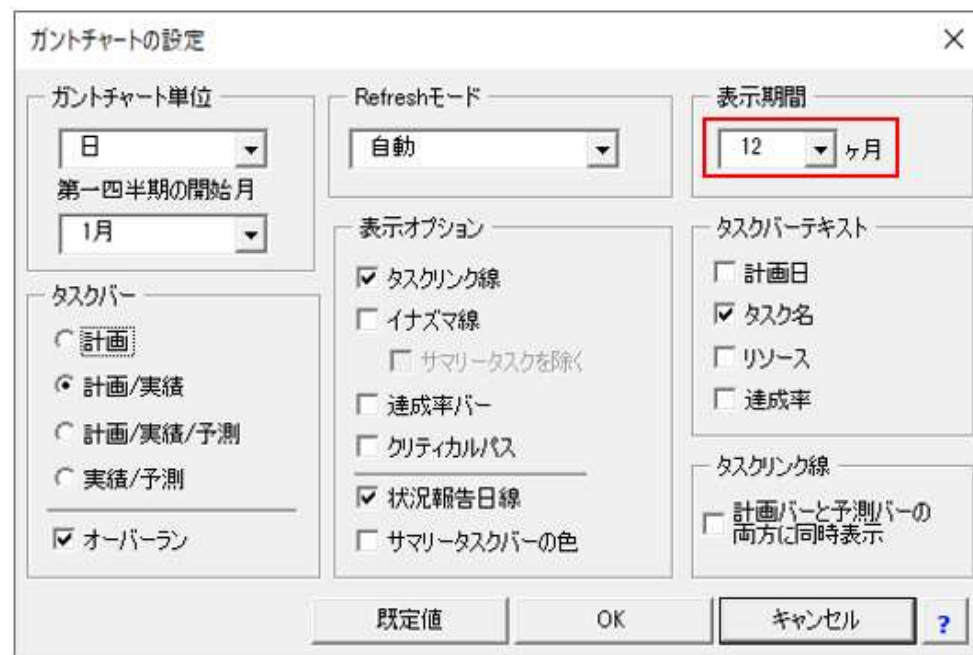 ガントチャートの設定
ガントチャート単位
日
第一四半期の開始月
1月
タスクバー
計画
計画/実績
計画/実績/予測
実績/予測
オーバーラン
Refreshモード
自動
表示オプション
タスクリンク線
イナズマ線
サマリータスクを除く
達成率バー
クリティカルパス
状況報告日線
サマリータスクバーの色
表示期間
12 ヶ月
タスクバーテキスト
計画日
タスク名
リソース
達成率
タスクリンク線
計画バーと予測バーの
両方に同時表示
既定値
OK
キャンセル
?